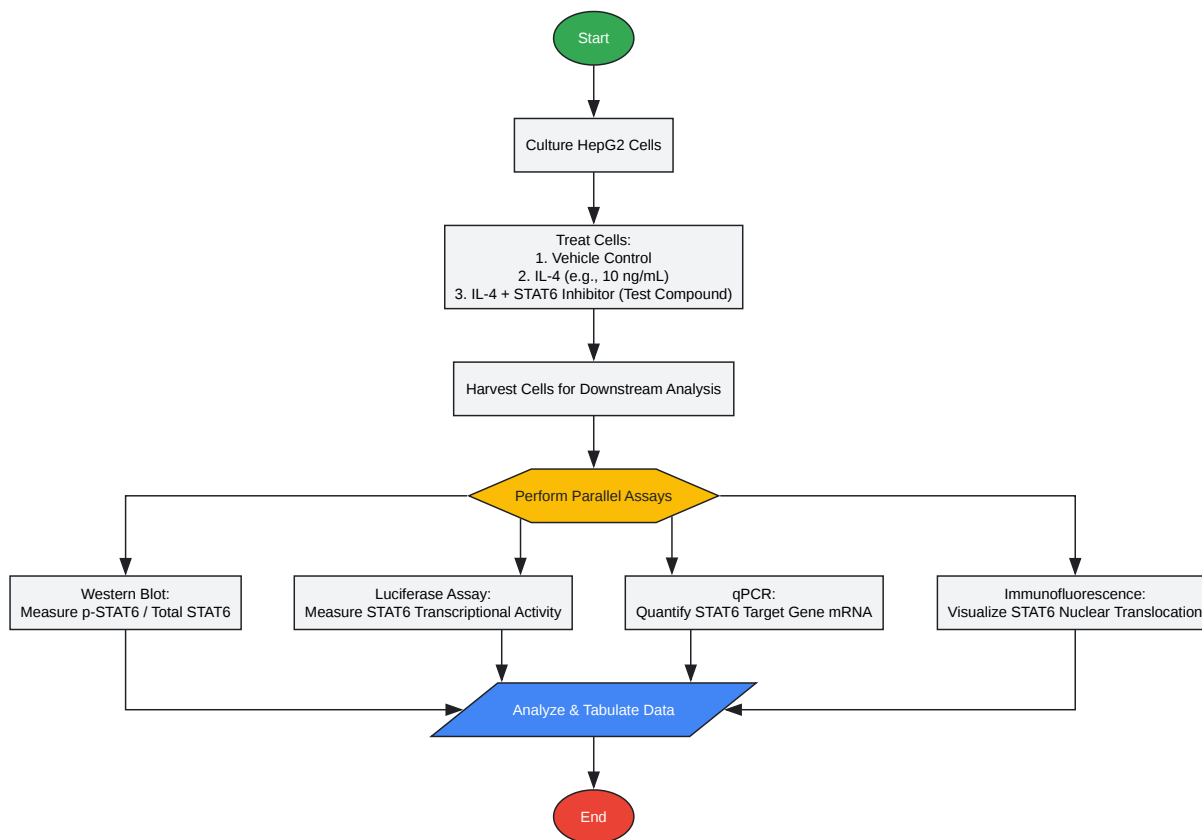 Start
Culture HepG2 Cells
Treat Cells:
1. Vehicle Control
2. IL-4 (e.g., 10 ng/mL)
3. IL-4 + STAT6 Inhibitor (Test Compound)
Harvest Cells for Downstream Analysis
Perform Parallel Assays
Western Blot:
Measure p-STAT6 / Total STAT6
Luciferase Assay:
Measure STAT6 Transcriptional Activity
qPCR:
Quantify STAT6 Target Gene mRNA
Immunofluorescence:
Visualize STAT6 Nuclear Translocation
Analyze & Tabulate Data
End